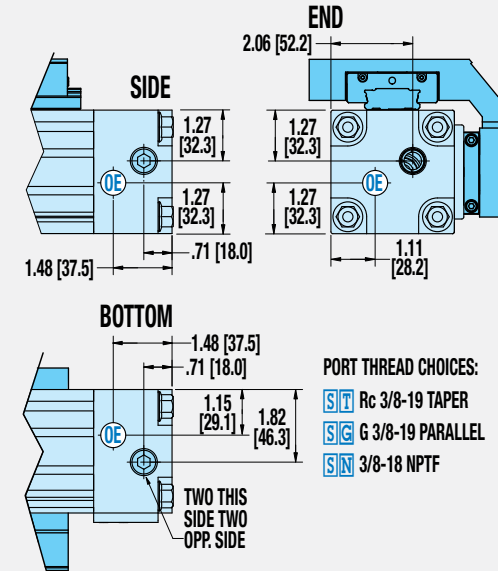 END
2.06 [52.2]
SIDE
1.27
[32.3]
1.27
[32.3]
OE
1.27
[32.3]
.71 [18.0]
1.48 [37.5]
1.27
[32.3]
OE
1.11
[28.2]
BOTTOM
1.48 [37.5]
.71 [18.0]
OE
1.15
[29.1]
1.82
[46.3]
TWO THIS
SIDE TWO
OPP. SIDE
PORT THREAD CHOICES:
ST Rc 3/8-19 TAPER
SG G 3/8-19 PARALLEL
SN 3/8-18 NPTF